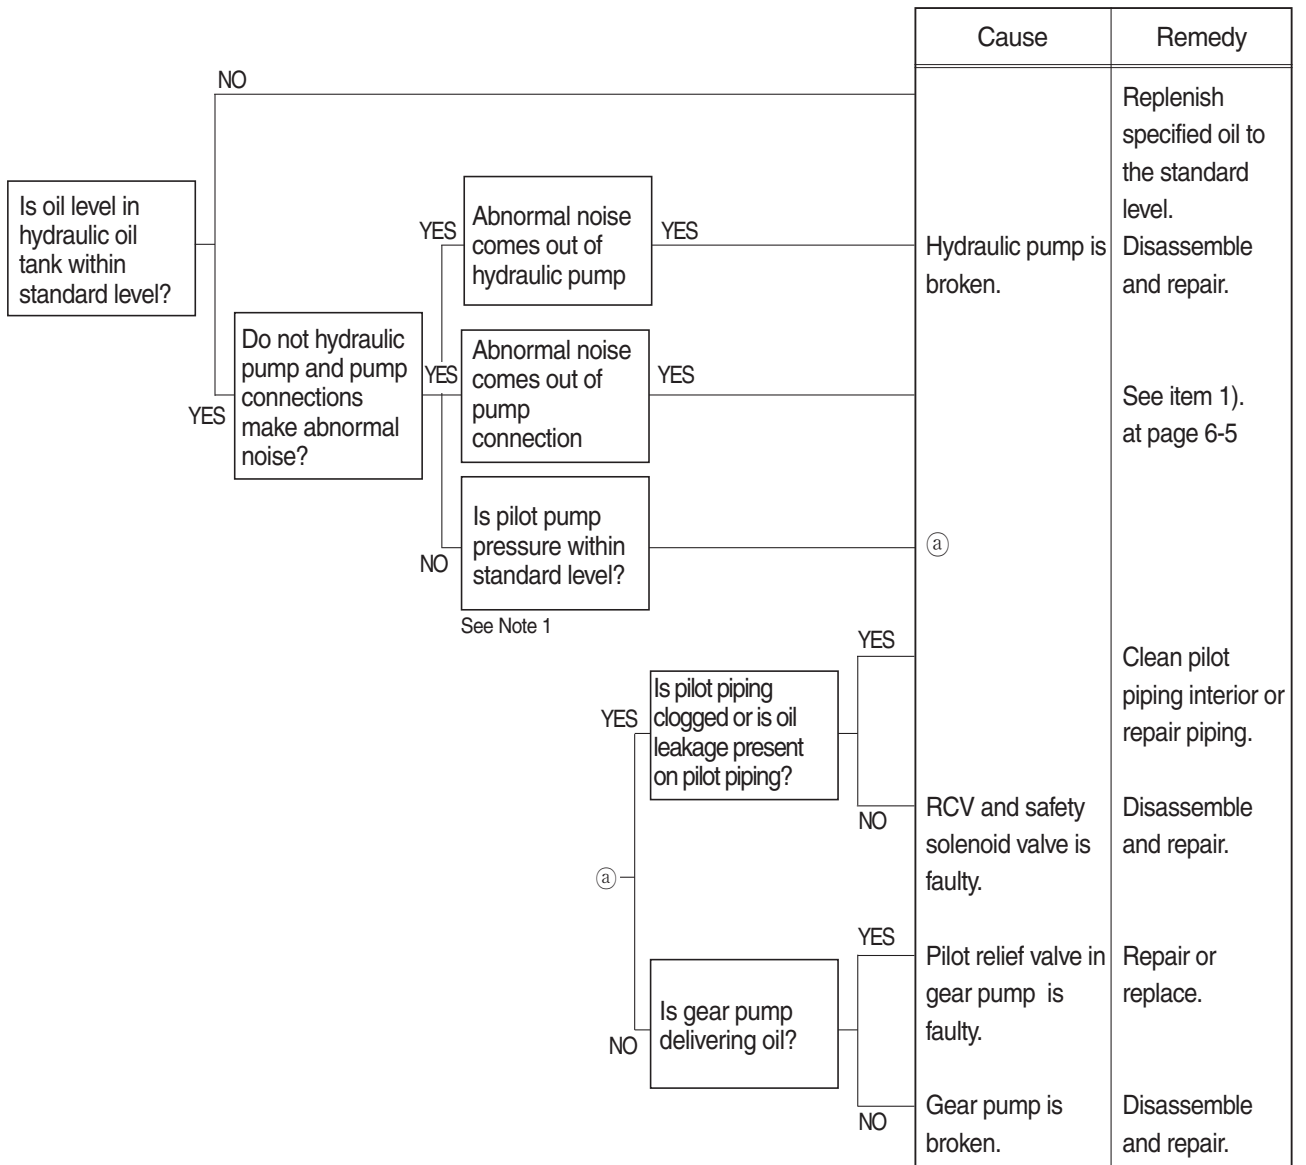 Cause
Remedy
NO
Replenish
specified oil to
the standard
level.
Is oil level in
hydraulic oil
tank within
standard level?
YES
Abnormal noise
comes out of
hydraulic pump
YES
Hydraulic pump is
broken.
Disassemble
and repair.
YES
Do not hydraulic
pump and pump
connections
make abnormal
noise?
YES
Abnormal noise
comes out of
pump
connection
YES
See item 1).
at page 6-5
NO
Is pilot pump
pressure within
standard level?
See Note 1
ⓐ
ⓐ
YES
Is pilot piping
clogged or is oil
leakage present
on pilot piping?
YES
Clean pilot
piping interior or
repair piping.
NO
RCV and safety
solenoid valve is
faulty.
Disassemble
and repair.
NO
Is gear pump
delivering oil?
YES
Pilot relief valve in
gear pump is
faulty.
Repair or
replace.
NO
Gear pump is
broken.
Disassemble
and repair.